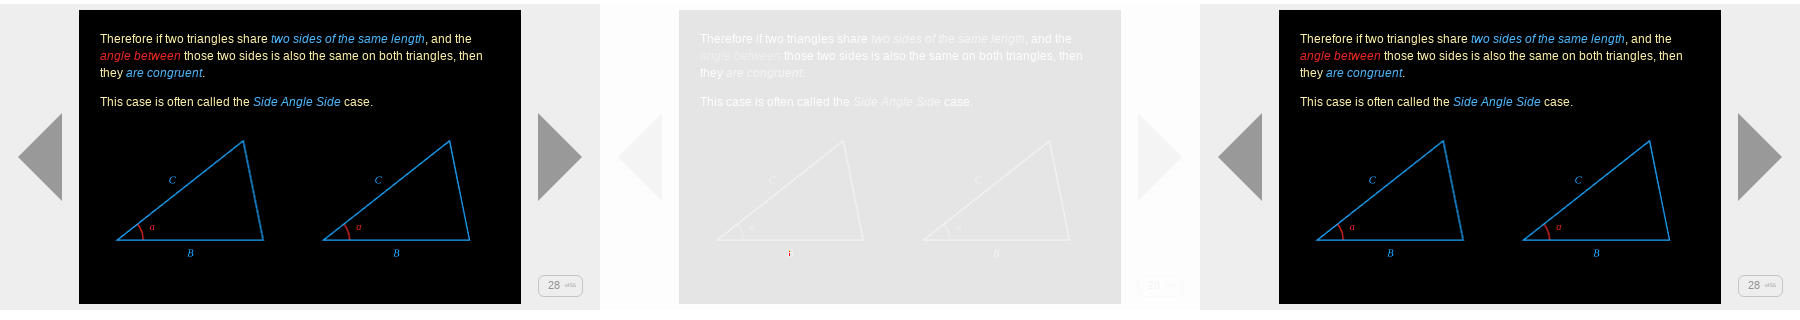 Therefore if two triangles share two sides of the same length, and the
angle between those two sides is also the same on both triangles, then
they are congruent.
This case is often called the Side Angle Side case.
C
C
a
a
B
B
28 of 55
Therefore if two triangles share two sides of the same length, and the
angle between those two sides is also the same on both triangles, then
they are congruent.
This case is often called the Side Angle Side case.
C
C
a
a
B
28
Therefore if two triangles share two sides of the same length, and the
angle between those two sides is also the same on both triangles, then
they are congruent.
This case is often called the Side Angle Side case.
C
C
a
a
B
B
28 of 55